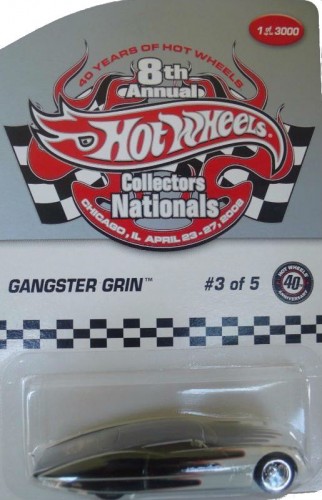 1 of 3000
40 YEARS OF HOT WHEELS
8th
Annual
Hot Wheels
Collectors
Nationals
CHICAGO, IL APRIL 23-27, 2008
GANGSTER GRIN™ #3 of 5
HOT WHEELS
40
ANNIVERSARY